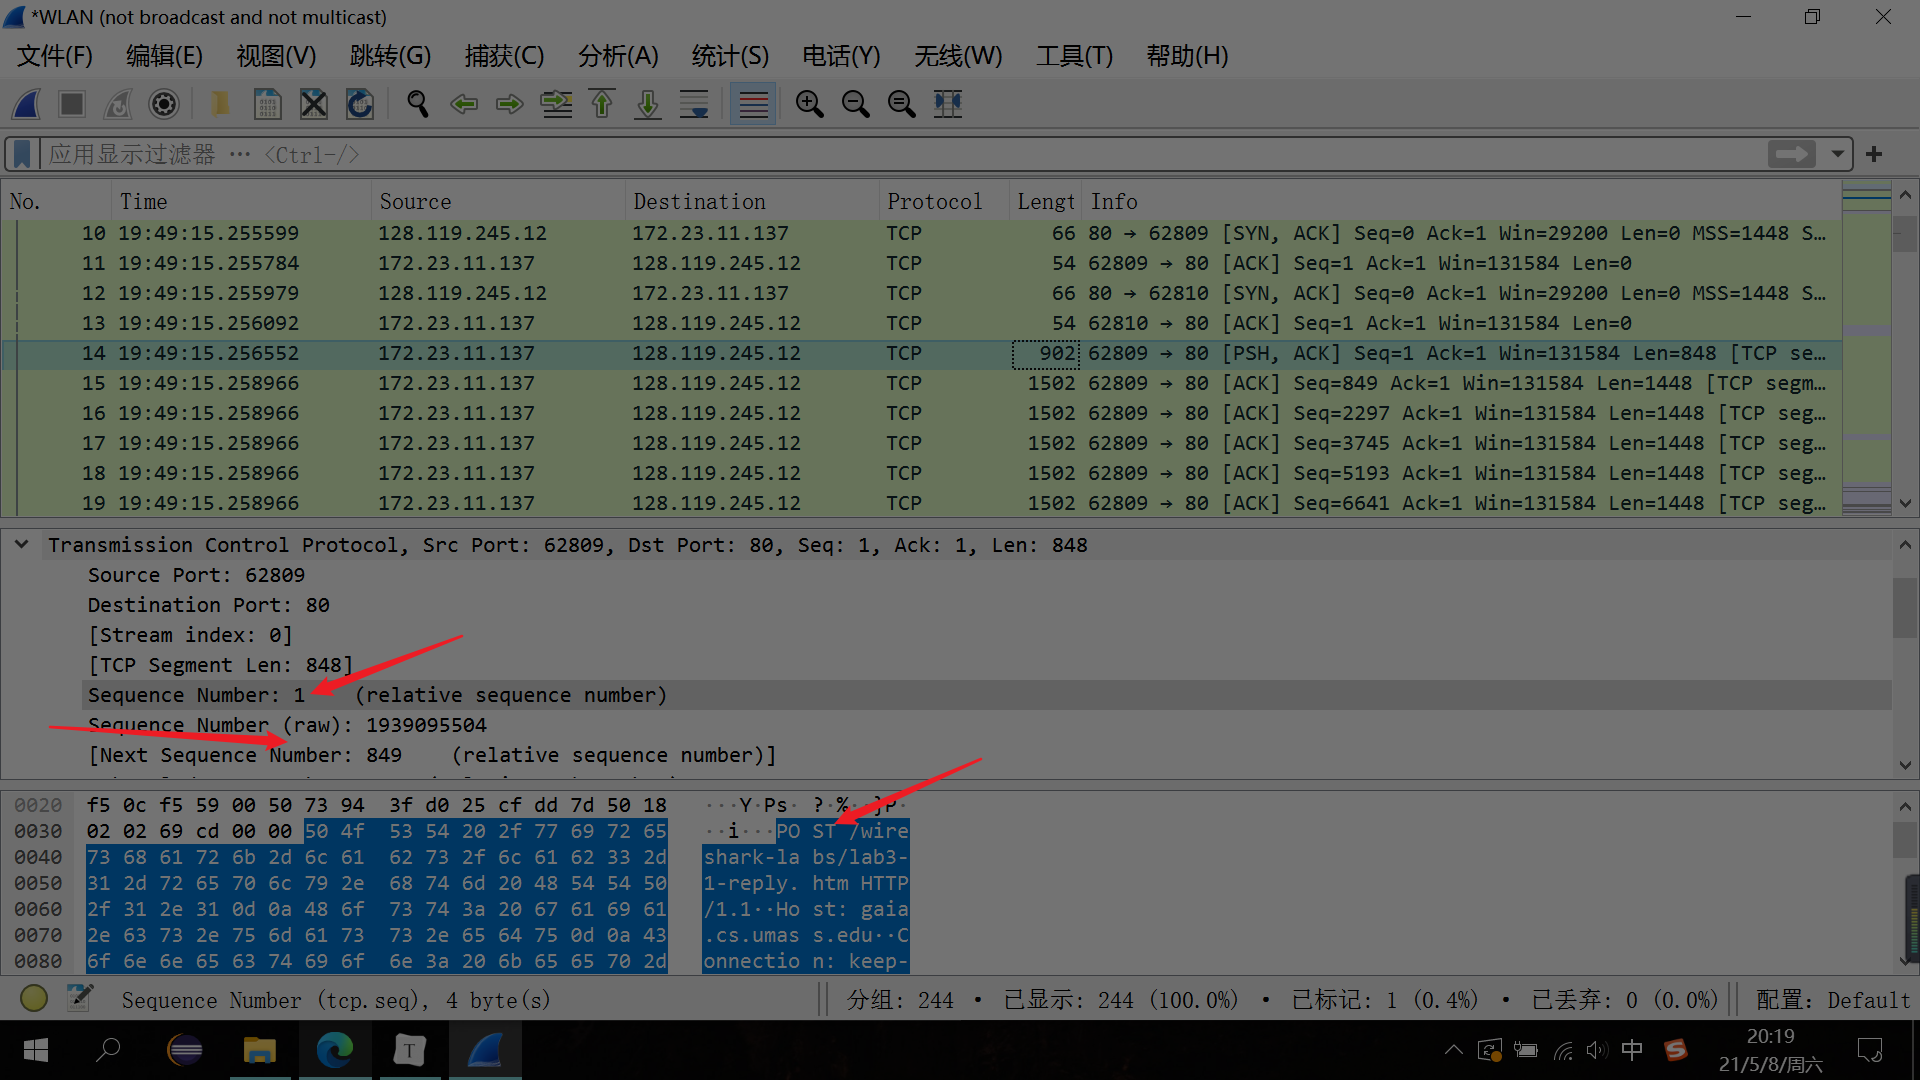 *WLAN (not broadcast and not multicast)
文件(F) 编辑(E) 视图(V) 跳转(G) 捕获(C) 分析(A) 统计(S) 电话(Y) 无线(W) 工具(T) 帮助(H)
应用显示过滤器 … <Ctrl-/>
No. Time Source Destination Protocol Lengt Info
10 19:49:15.255599 128.119.245.12 172.23.11.137 TCP 66 80 → 62809 [SYN, ACK] Seq=0 Ack=1 Win=29200 Len=0 MSS=1448 S…
11 19:49:15.255784 172.23.11.137 128.119.245.12 TCP 54 62809 → 80 [ACK] Seq=1 Ack=1 Win=131584 Len=0
12 19:49:15.255979 128.119.245.12 172.23.11.137 TCP 66 80 → 62810 [SYN, ACK] Seq=0 Ack=1 Win=29200 Len=0 MSS=1448 S…
13 19:49:15.256092 172.23.11.137 128.119.245.12 TCP 54 62810 → 80 [ACK] Seq=1 Ack=1 Win=131584 Len=0
14 19:49:15.256552 172.23.11.137 128.119.245.12 TCP 902 62809 → 80 [PSH, ACK] Seq=1 Ack=1 Win=131584 Len=848 [TCP se…
15 19:49:15.258966 172.23.11.137 128.119.245.12 TCP 1502 62809 → 80 [ACK] Seq=849 Ack=1 Win=131584 Len=1448 [TCP segm…
16 19:49:15.258966 172.23.11.137 128.119.245.12 TCP 1502 62809 → 80 [ACK] Seq=2297 Ack=1 Win=131584 Len=1448 [TCP seg…
17 19:49:15.258966 172.23.11.137 128.119.245.12 TCP 1502 62809 → 80 [ACK] Seq=3745 Ack=1 Win=131584 Len=1448 [TCP seg…
18 19:49:15.258966 172.23.11.137 128.119.245.12 TCP 1502 62809 → 80 [ACK] Seq=5193 Ack=1 Win=131584 Len=1448 [TCP seg…
19 19:49:15.258966 172.23.11.137 128.119.245.12 TCP 1502 62809 → 80 [ACK] Seq=6641 Ack=1 Win=131584 Len=1448 [TCP seg…
Transmission Control Protocol, Src Port: 62809, Dst Port: 80, Seq: 1, Ack: 1, Len: 848
Source Port: 62809
Destination Port: 80
[Stream index: 0]
[TCP Segment Len: 848]
Sequence Number: 1 (relative sequence number)
Sequence Number (raw): 1939095504
[Next Sequence Number: 849 (relative sequence number)]
0020 f5 0c f5 59 00 50 73 94 3f d0 25 cf dd 7d 50 18 ···Y·Ps· ?·%··}P·
0030 02 02 69 cd 00 00 50 4f 53 54 20 2f 77 69 72 65 ··i···PO ST /wire
0040 73 68 61 72 6b 2d 6c 61 62 73 2f 6c 61 62 33 2d shark-la bs/lab3-
0050 31 2d 72 65 70 6c 79 2e 68 74 6d 20 48 54 54 50 1-reply. htm HTTP
0060 2f 31 2e 31 0d 0a 48 6f 73 74 3a 20 67 61 69 61 /1.1··Ho st: gaia
0070 2e 63 73 2e 75 6d 61 73 73 2e 65 64 75 0d 0a 43 .cs.umas s.edu··C
0080 6f 6e 6e 65 63 74 69 6f 6e 3a 20 6b 65 65 70 2d onnectio n: keep-
Sequence Number (tcp.seq), 4 byte(s) 分组: 244 · 已显示: 244 (100.0%) · 已标记: 1 (0.4%) · 已丢弃: 0 (0.0%) 配置: Default
T 中 S 20:19
21/5/8/周六